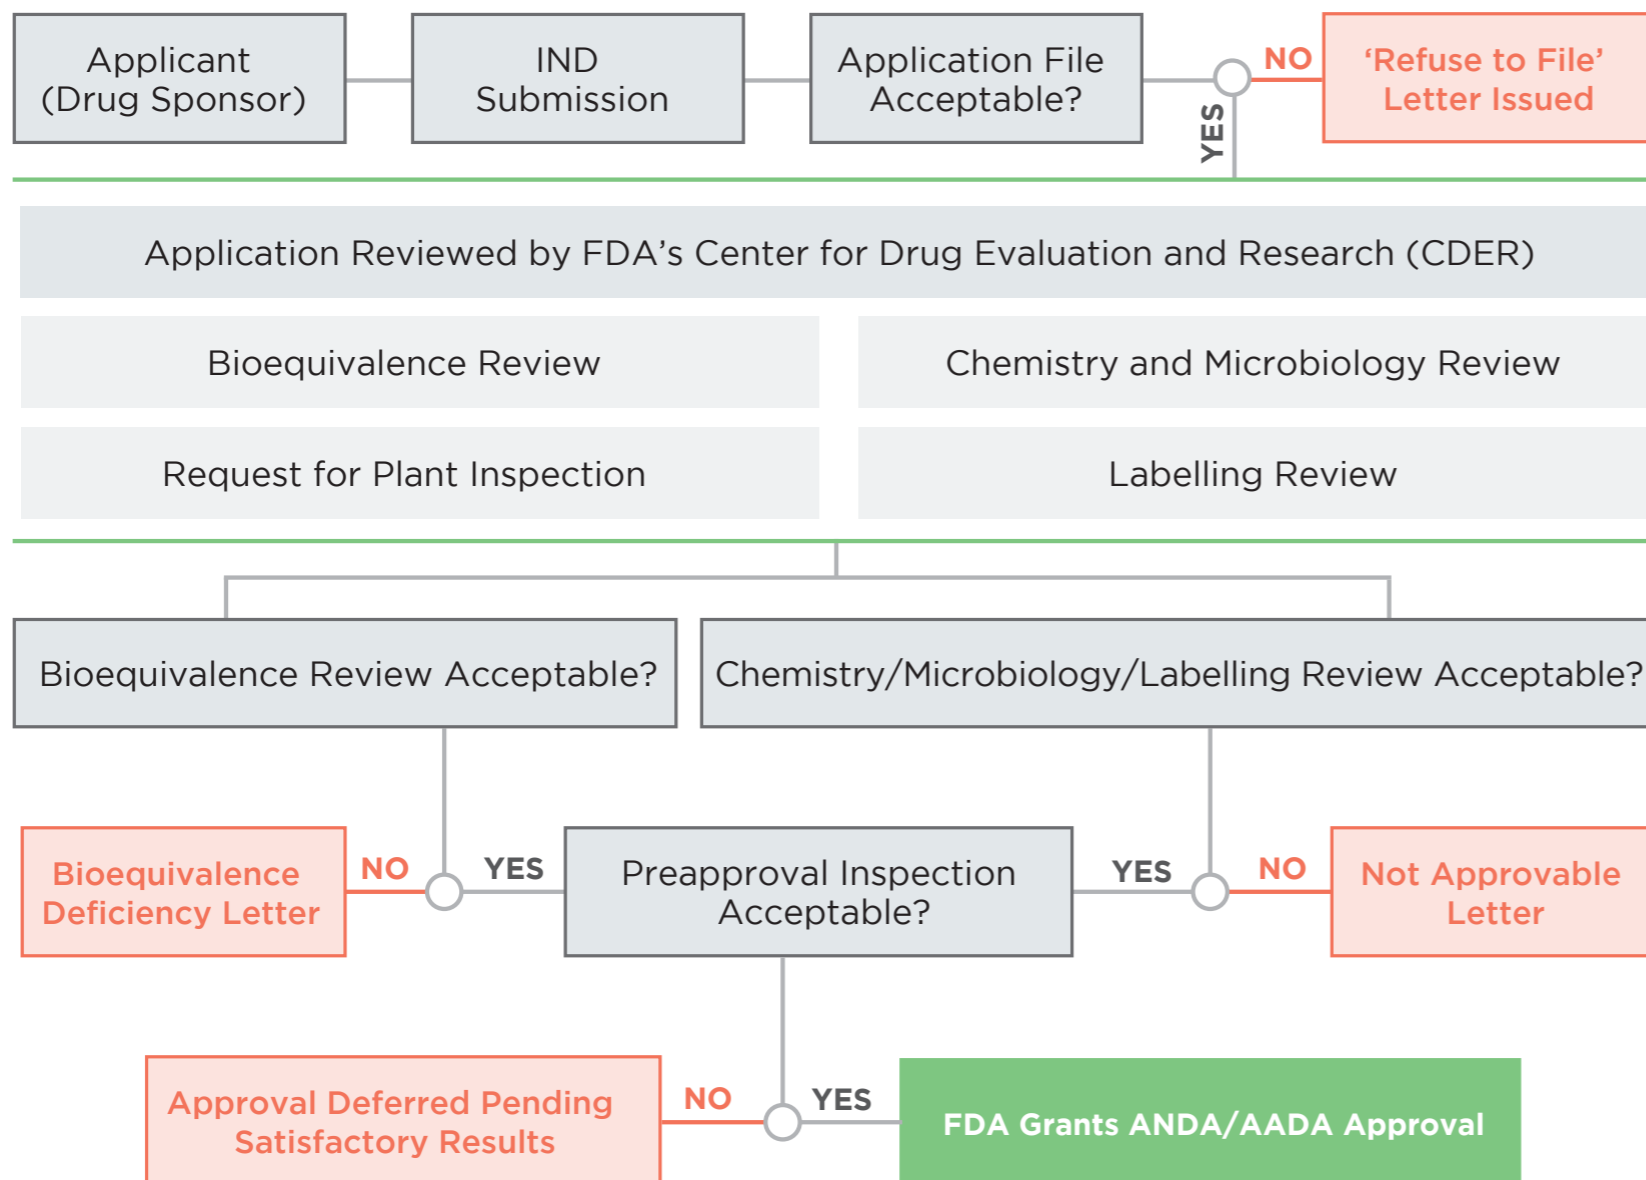 Applicant
(Drug Sponsor)
IND
Submission
Application File
Acceptable?
NO
YES
‘Refuse to File’
Letter Issued
Application Reviewed by FDA’s Center for Drug Evaluation and Research (CDER)
Bioequivalence Review
Chemistry and Microbiology Review
Request for Plant Inspection
Labelling Review
Bioequivalence Review Acceptable?
Chemistry/Microbiology/Labelling Review Acceptable?
Bioequivalence
Deficiency Letter
NO
YES
Preapproval Inspection
Acceptable?
YES
NO
Not Approvable
Letter
Approval Deferred Pending
Satisfactory Results
NO
YES
FDA Grants ANDA/AADA Approval